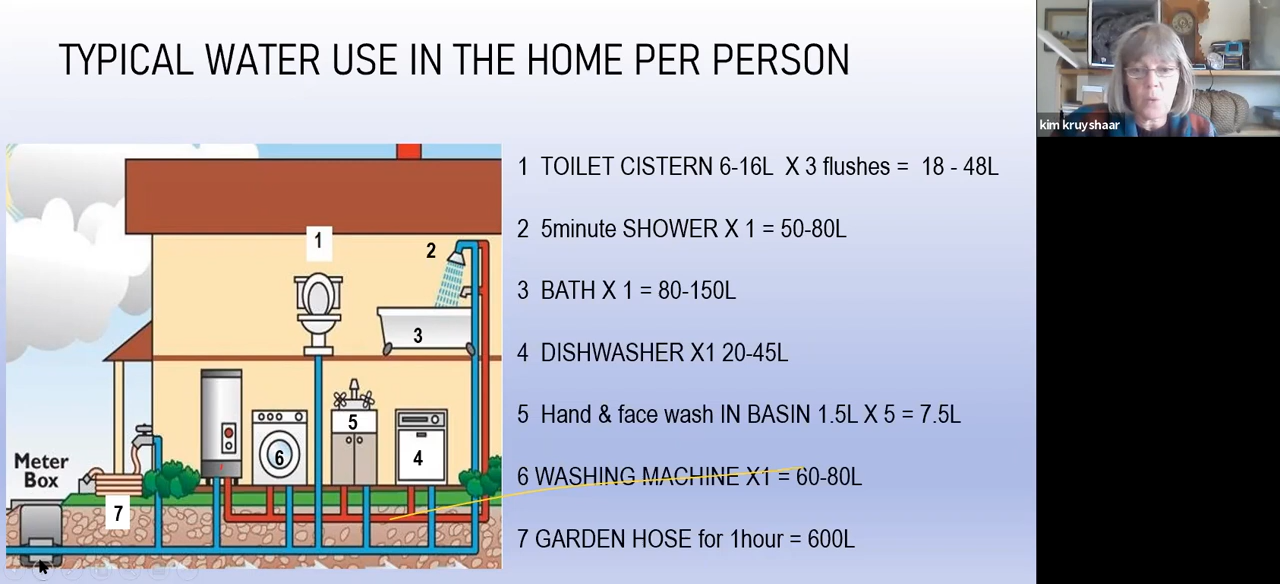 TYPICAL WATER USE IN THE HOME PER PERSON
kim kruyshaar
1 TOILET CISTERN 6-16L X 3 flushes = 18 - 48L
2 5minute SHOWER X 1 = 50-80L
3 BATH X 1 = 80-150L
4 DISHWASHER X1 20-45L
5 Hand & face wash IN BASIN 1.5L X 5 = 7.5L
6 WASHING MACHINE X1 = 60-80L
7 GARDEN HOSE for 1hour = 600L
1
2
3
5
6
4
Meter
Box
7